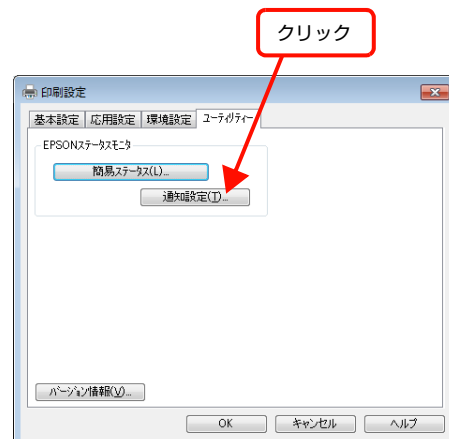 クリック
印刷設定
基本設定 応用設定 環境設定 ユーティリティー
EPSONステータスモニタ
簡易ステータス(L)...
通知設定(T)...
バージョン情報(V)...
OK キャンセル ヘルプ